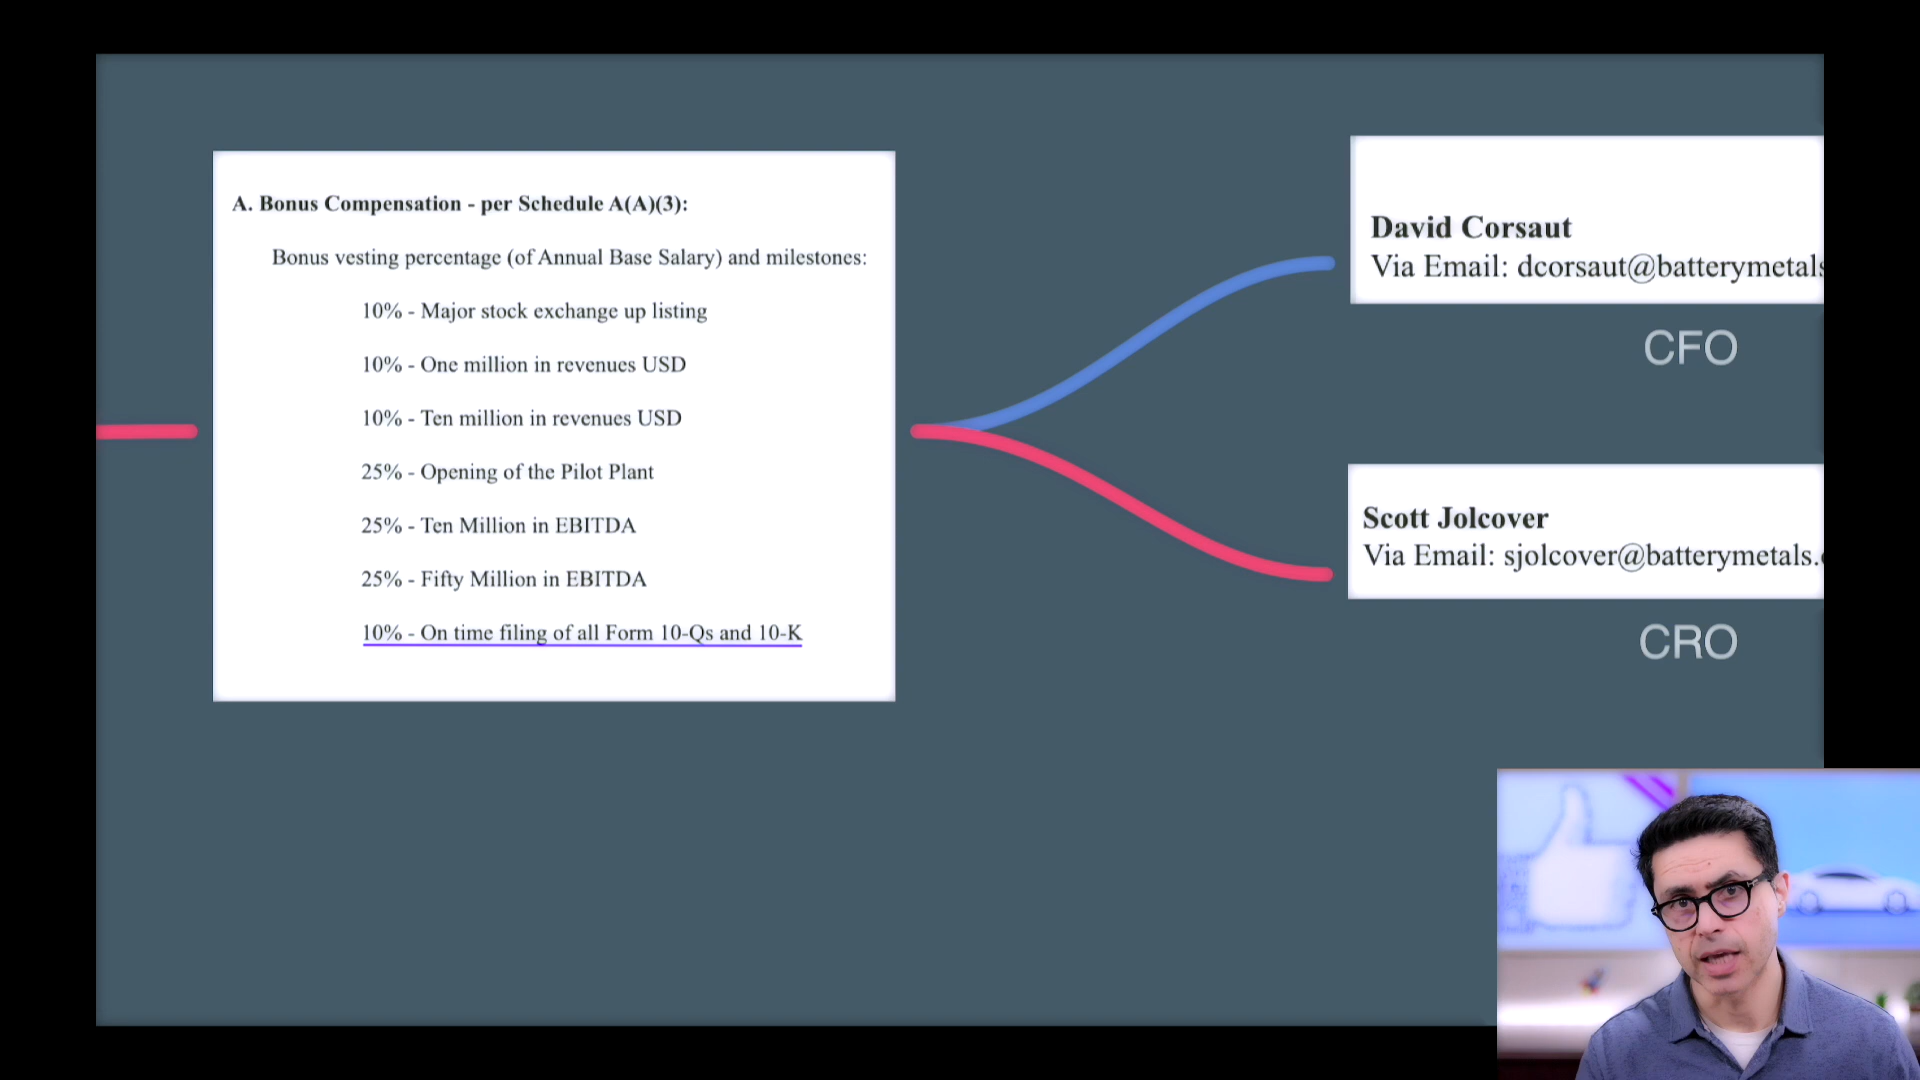 A. Bonus Compensation - per Schedule A(A)(3):
Bonus vesting percentage (of Annual Base Salary) and milestones:
10% - Major stock exchange up listing
10% - One million in revenues USD
10% - Ten million in revenues USD
25% - Opening of the Pilot Plant
25% - Ten Million in EBITDA
25% - Fifty Million in EBITDA
10% - On time filing of all Form 10-Qs and 10-K
David Corsaut
Via Email: dcorsaut@batterymetals
CFO
Scott Jolcover
Via Email: sjolcover@batterymetals.
CRO